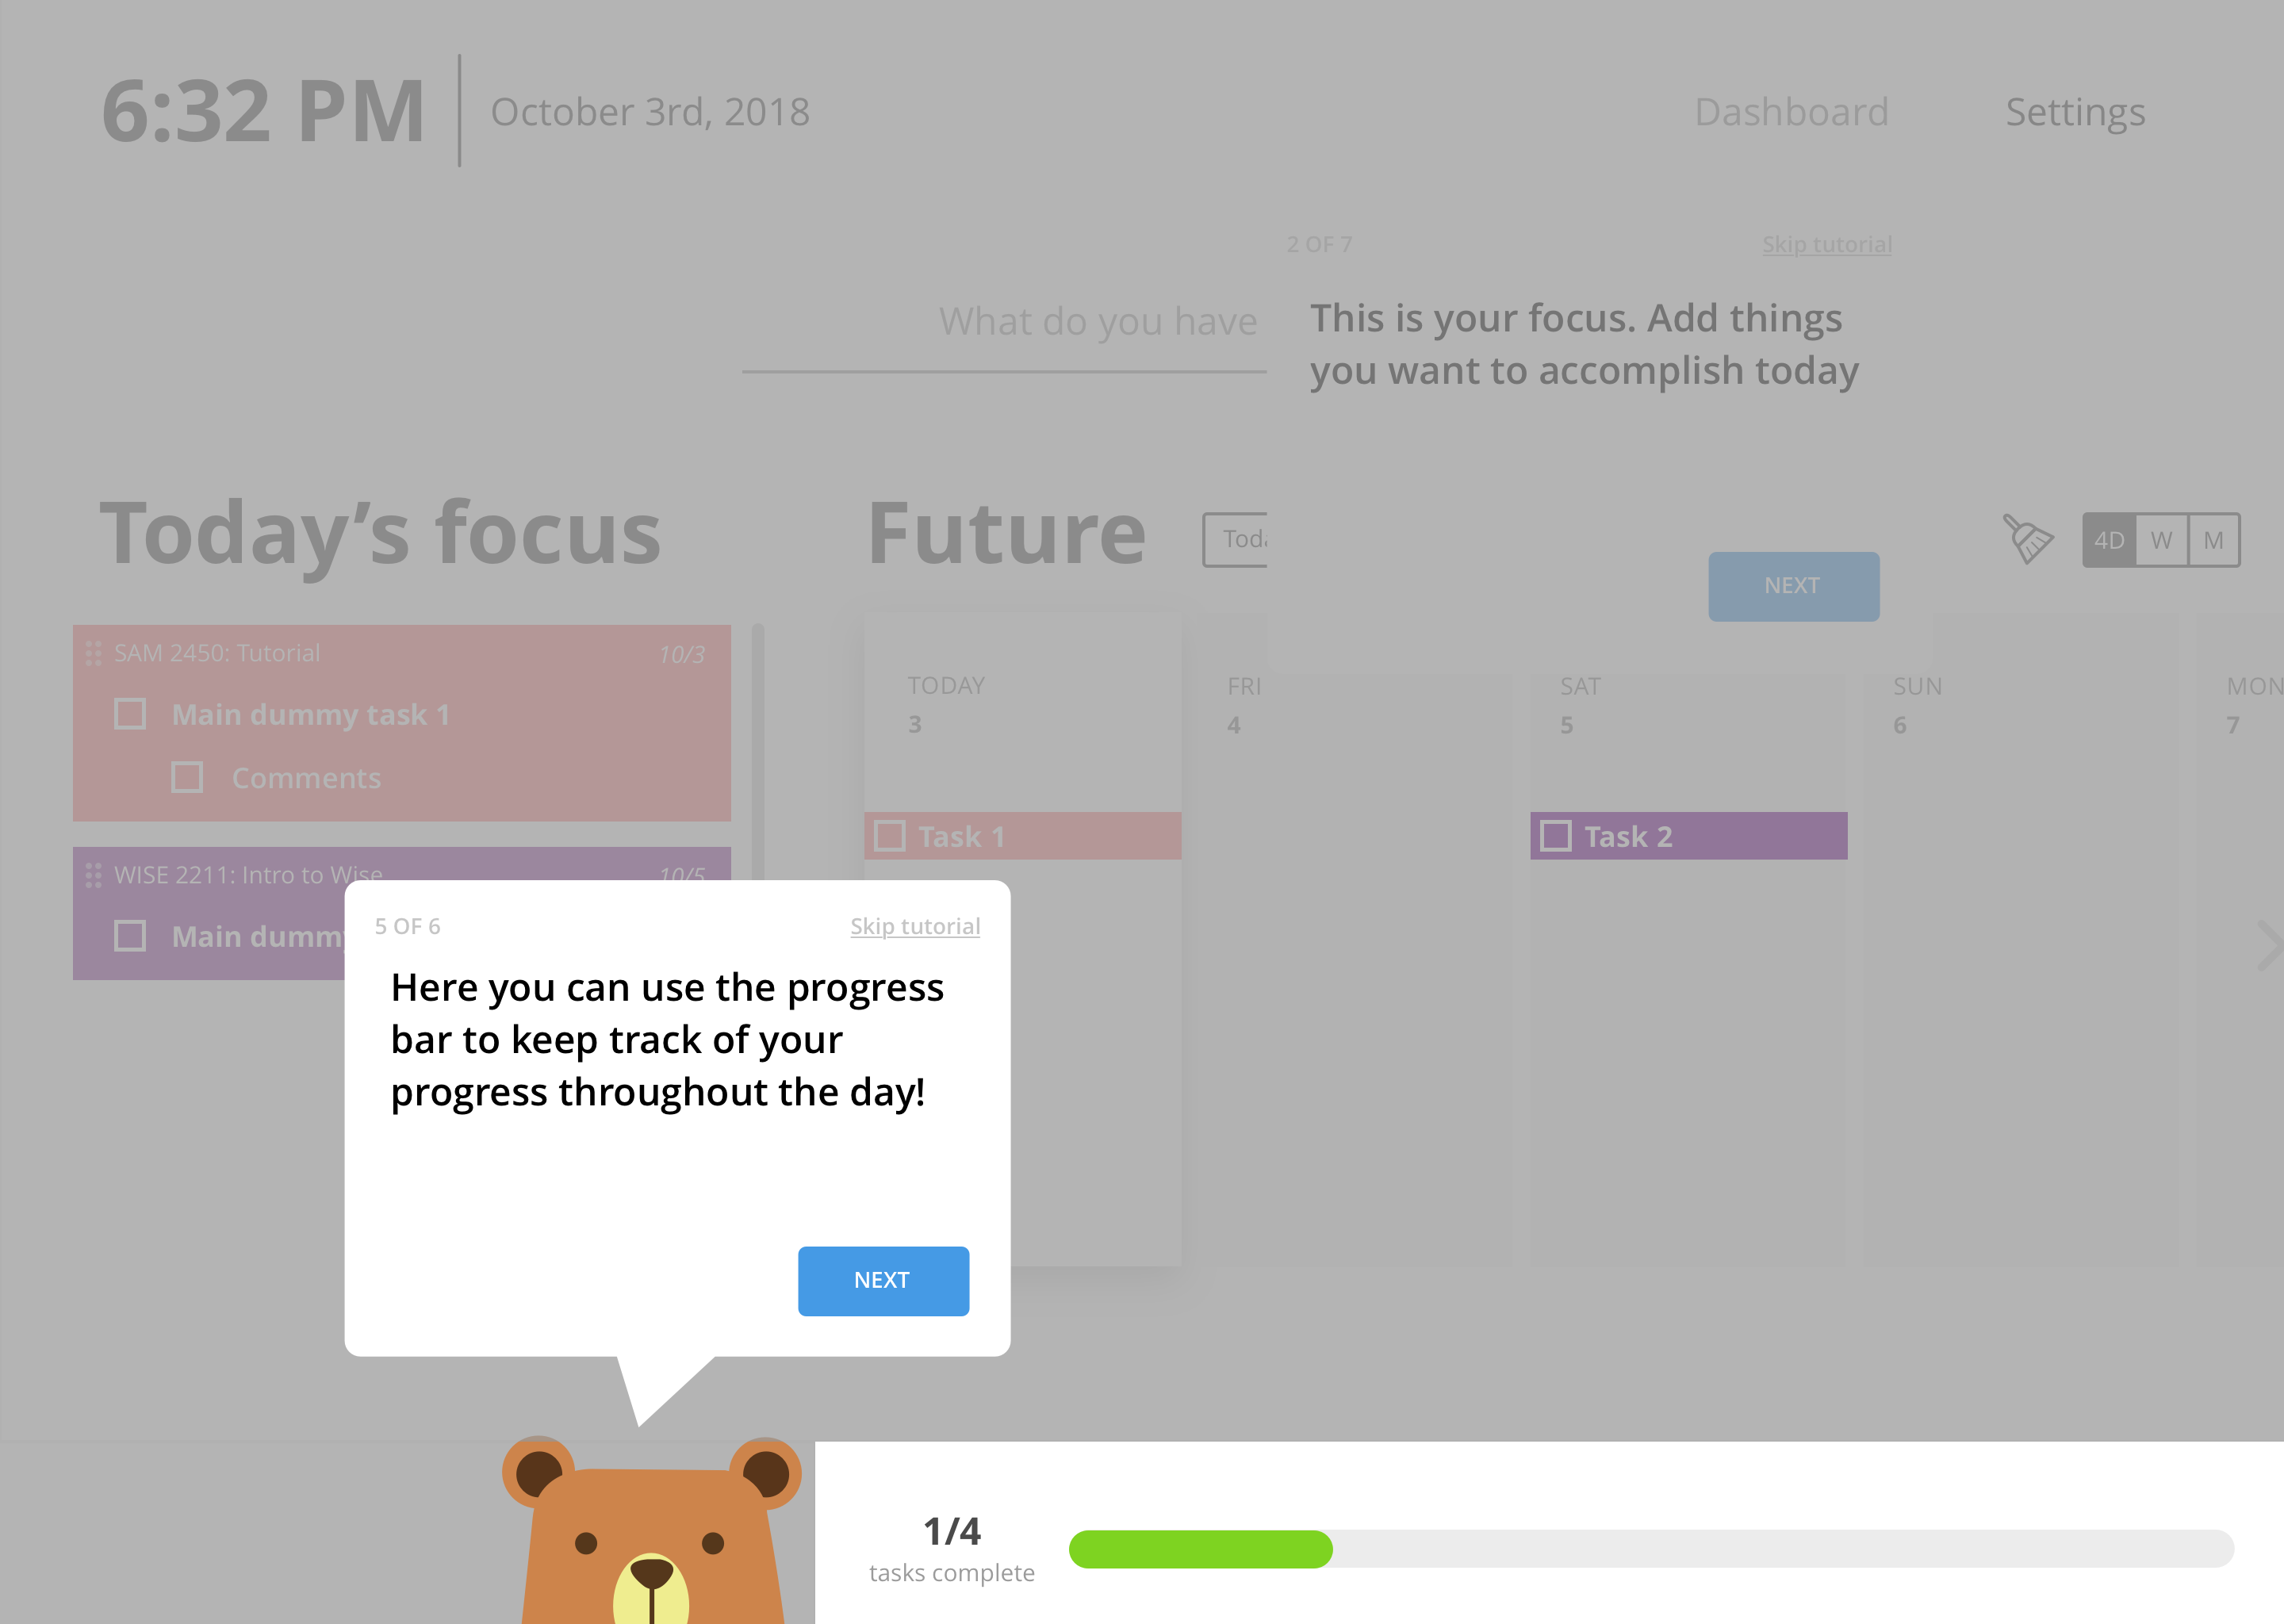 6:32 PM
October 3rd, 2018
Dashboard
Settings
2 OF 7
Skip tutorial
What do you have
This is your focus. Add things
you want to accomplish today
Today’s focus
Future
4D
W
M
NEXT
SAM 2450: Tutorial
10/3
Main dummy task 1
Comments
WISE 2211: Intro to Wise
10/5
Main dummy
TODAY
3
FRI
4
SAT
5
SUN
6
MON
7
Task 1
Task 2
5 OF 6
Skip tutorial
Here you can use the progress
bar to keep track of your
progress throughout the day!
NEXT
1/4
tasks complete